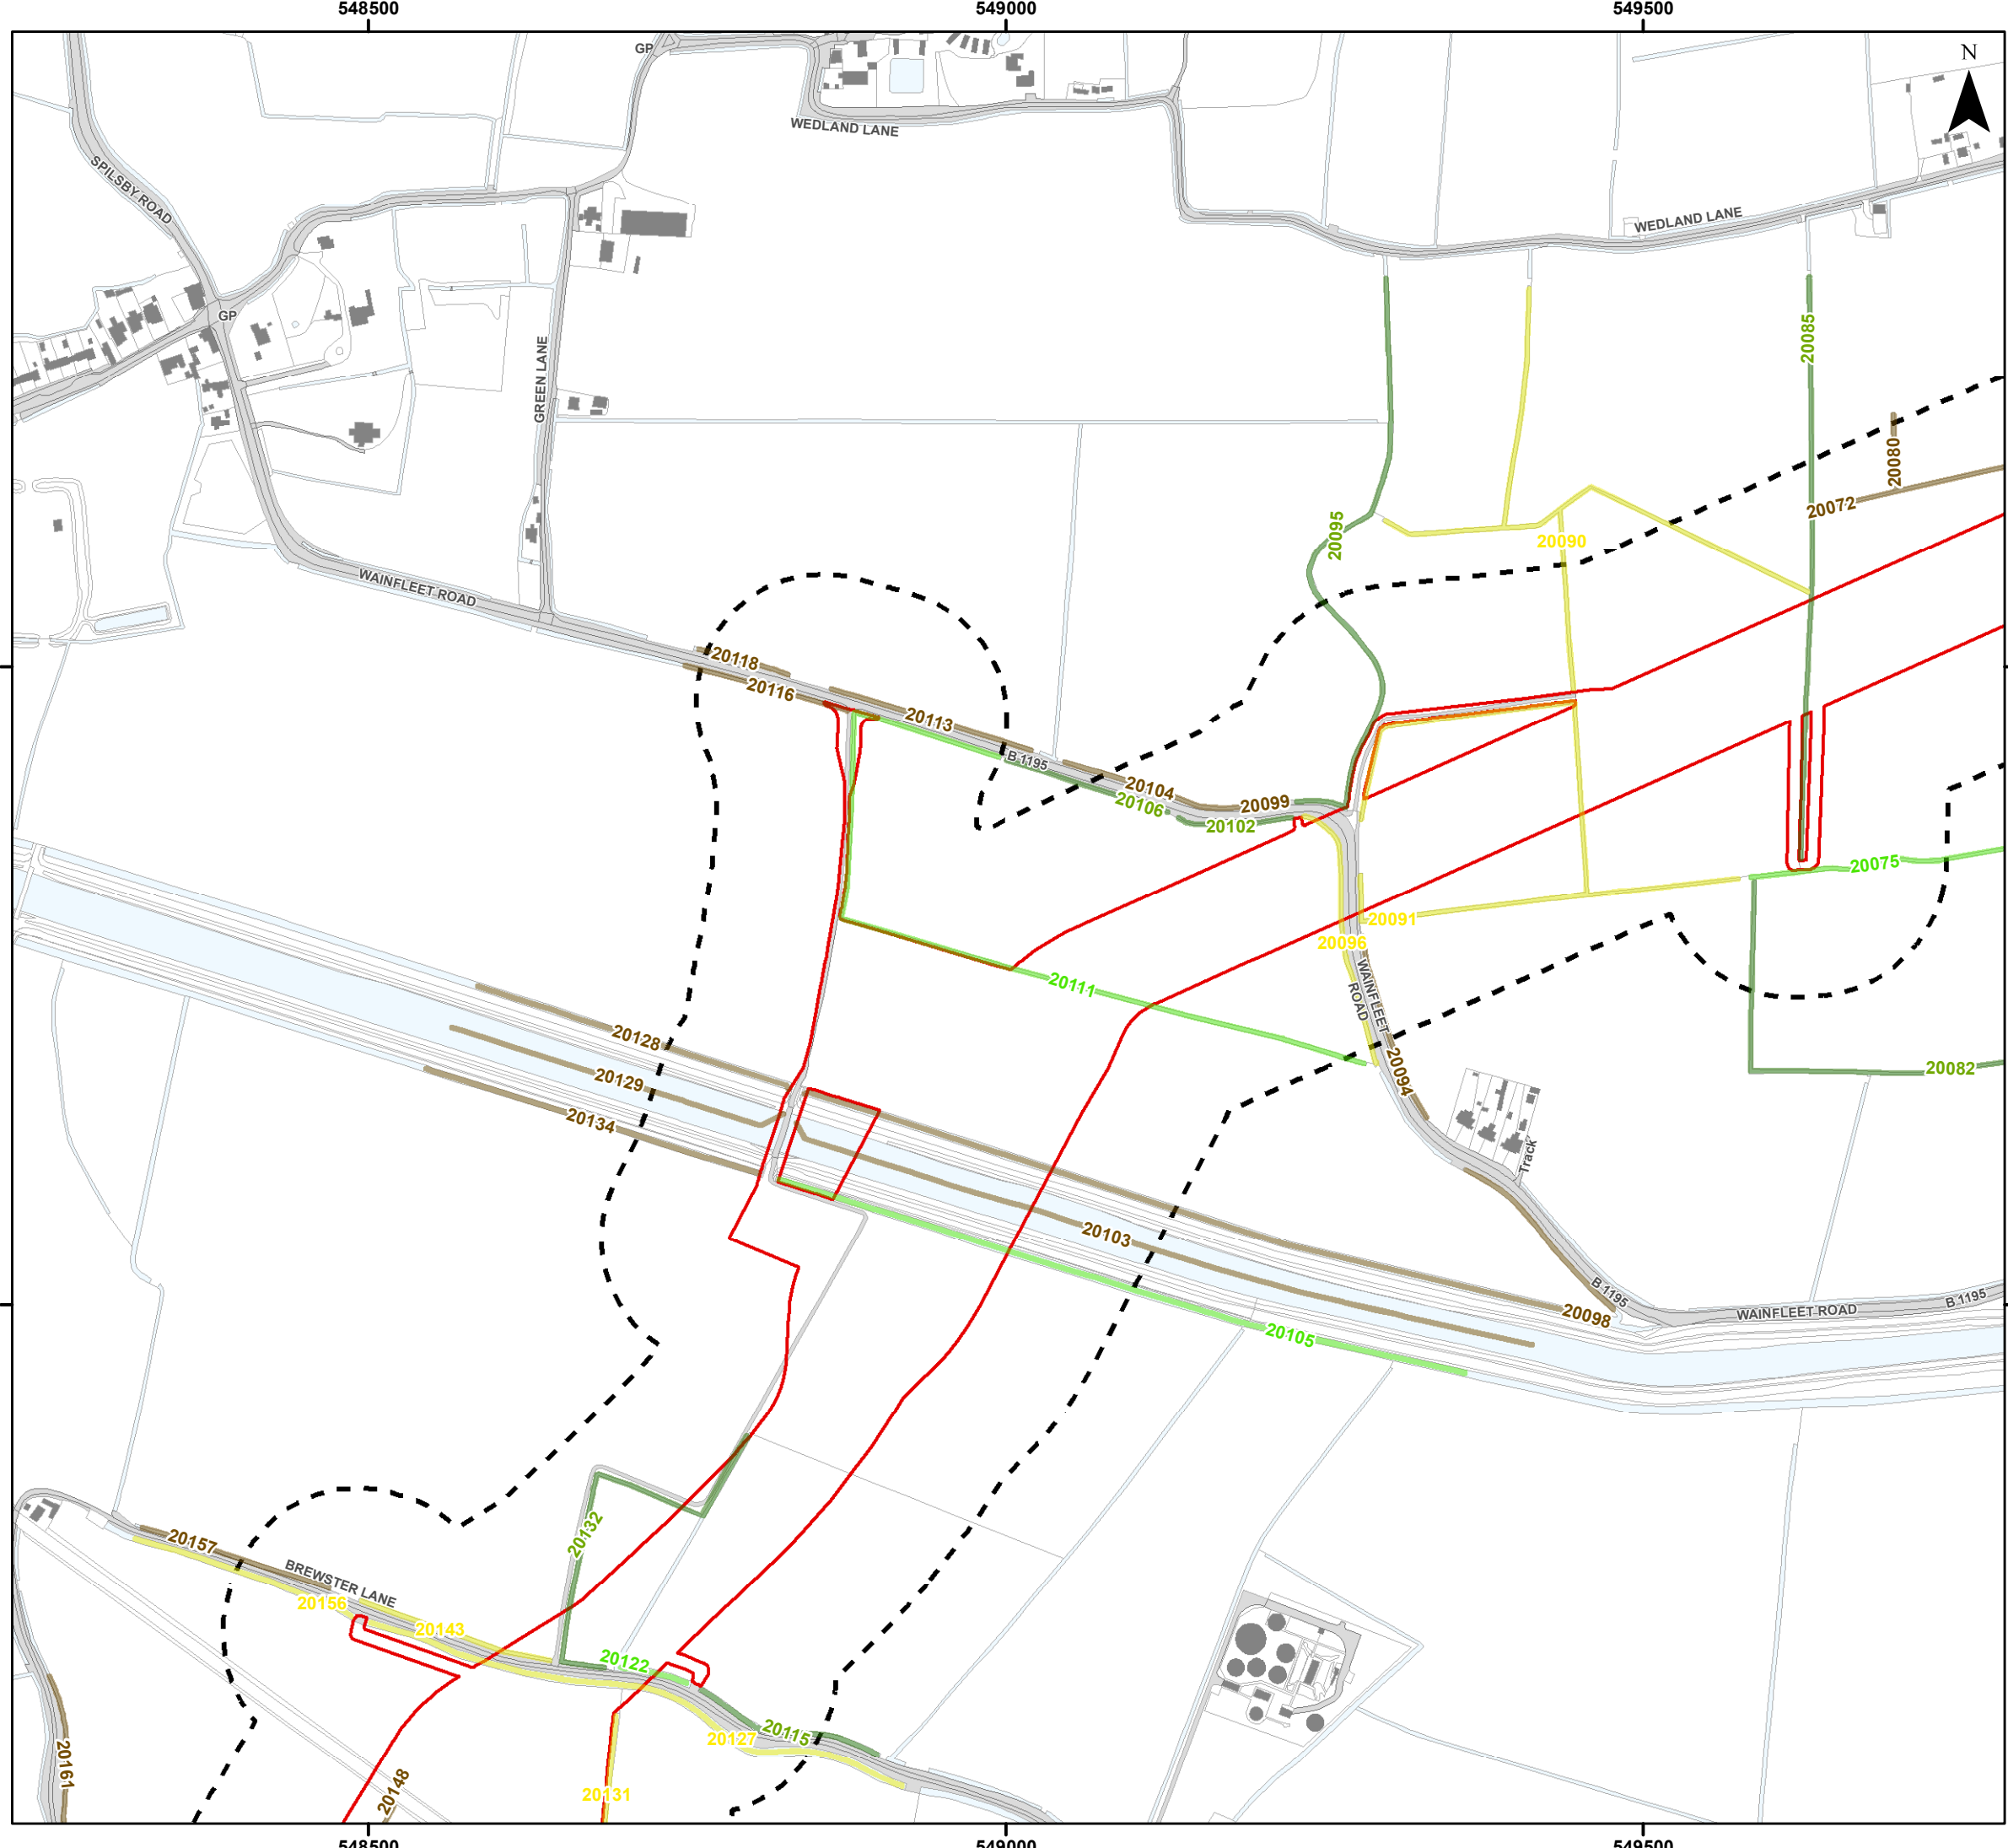 548500
549000
549500
N
GP
WEDLAND LANE
SPILSBY ROAD
WEDLAND LANE
GP
GREEN LANE
20085
20080
20072
20095
20090
WAINFLEET ROAD
20118
20116
20113
B 1195
20104
20106
20099
20102
20075
20091
20096
WAINFLEET
ROAD
20111
20128
20129
20134
20094
20082
Track
20103
B 1195
20098
WAINFLEET ROAD
B 1195
20105
20132
20157
BREWSTER LANE
20156
20143
20122
20115
20127
20161
20148
20131
548500
549000
549500